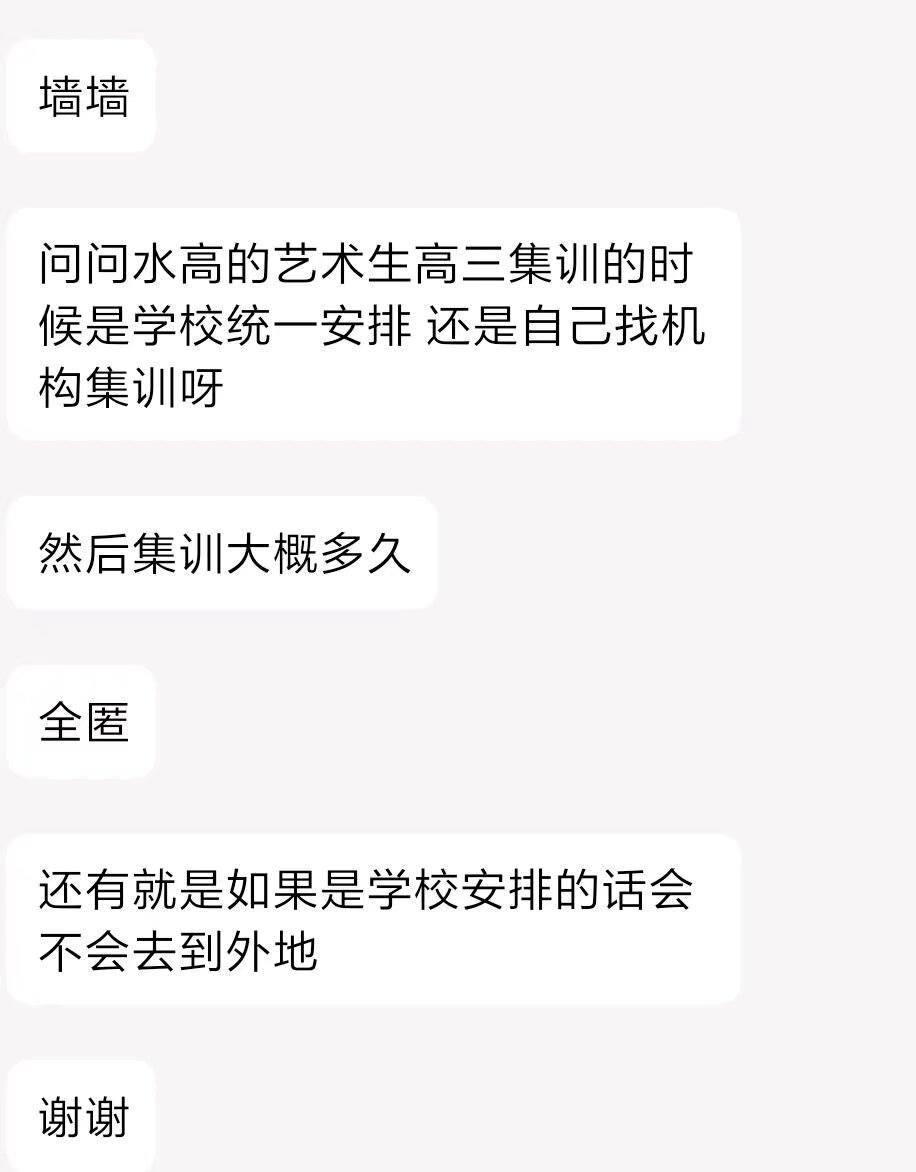 墙墙
问问水高的艺术生高三集训的时
候是学校统一安排 还是自己找机
构集训呀
然后集训大概多久
全匿
还有就是如果是学校安排的话会
不会去到外地
谢谢